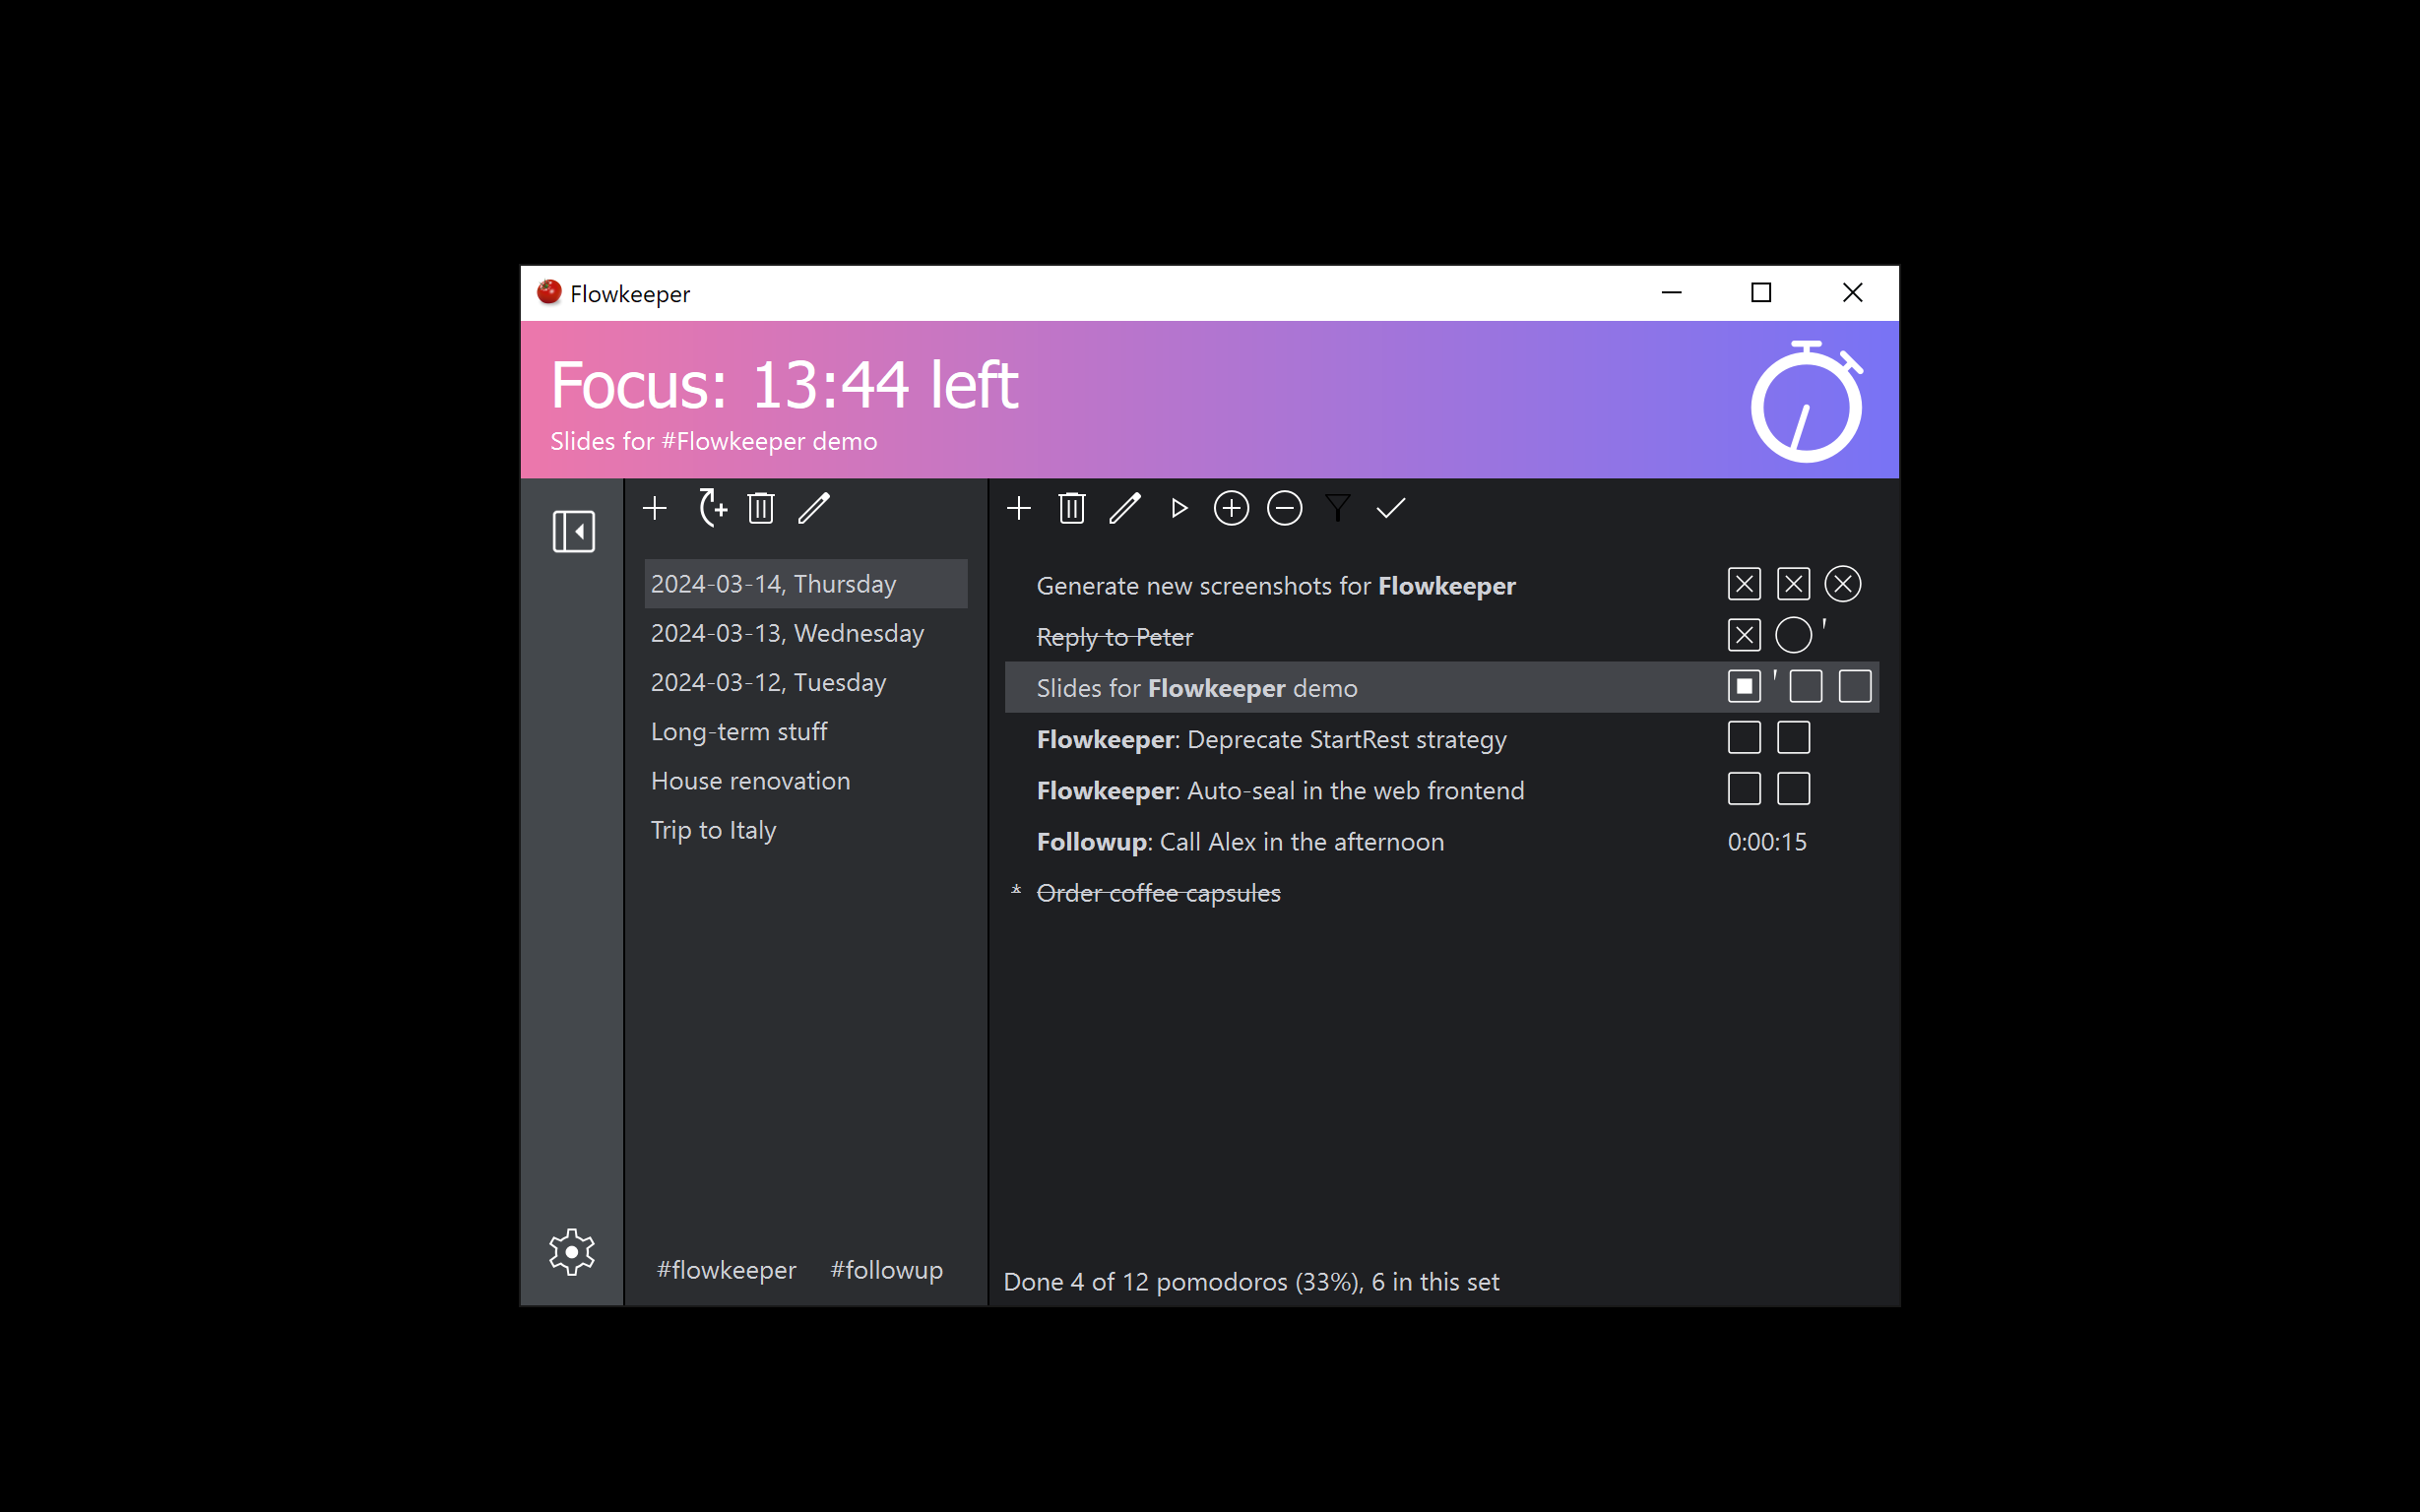 Flowkeeper
Focus: 13:44 left
Slides for #Flowkeeper demo
2024-03-14, Thursday
2024-03-13, Wednesday
2024-03-12, Tuesday
Long-term stuff
House renovation
Trip to Italy
#flowkeeper #followup
Generate new screenshots for Flowkeeper
Reply to Peter '
Slides for Flowkeeper demo '
Flowkeeper: Deprecate StartRest strategy
Flowkeeper: Auto-seal in the web frontend
Followup: Call Alex in the afternoon 0:00:15
* Order coffee capsules
Done 4 of 12 pomodoros (33%), 6 in this set